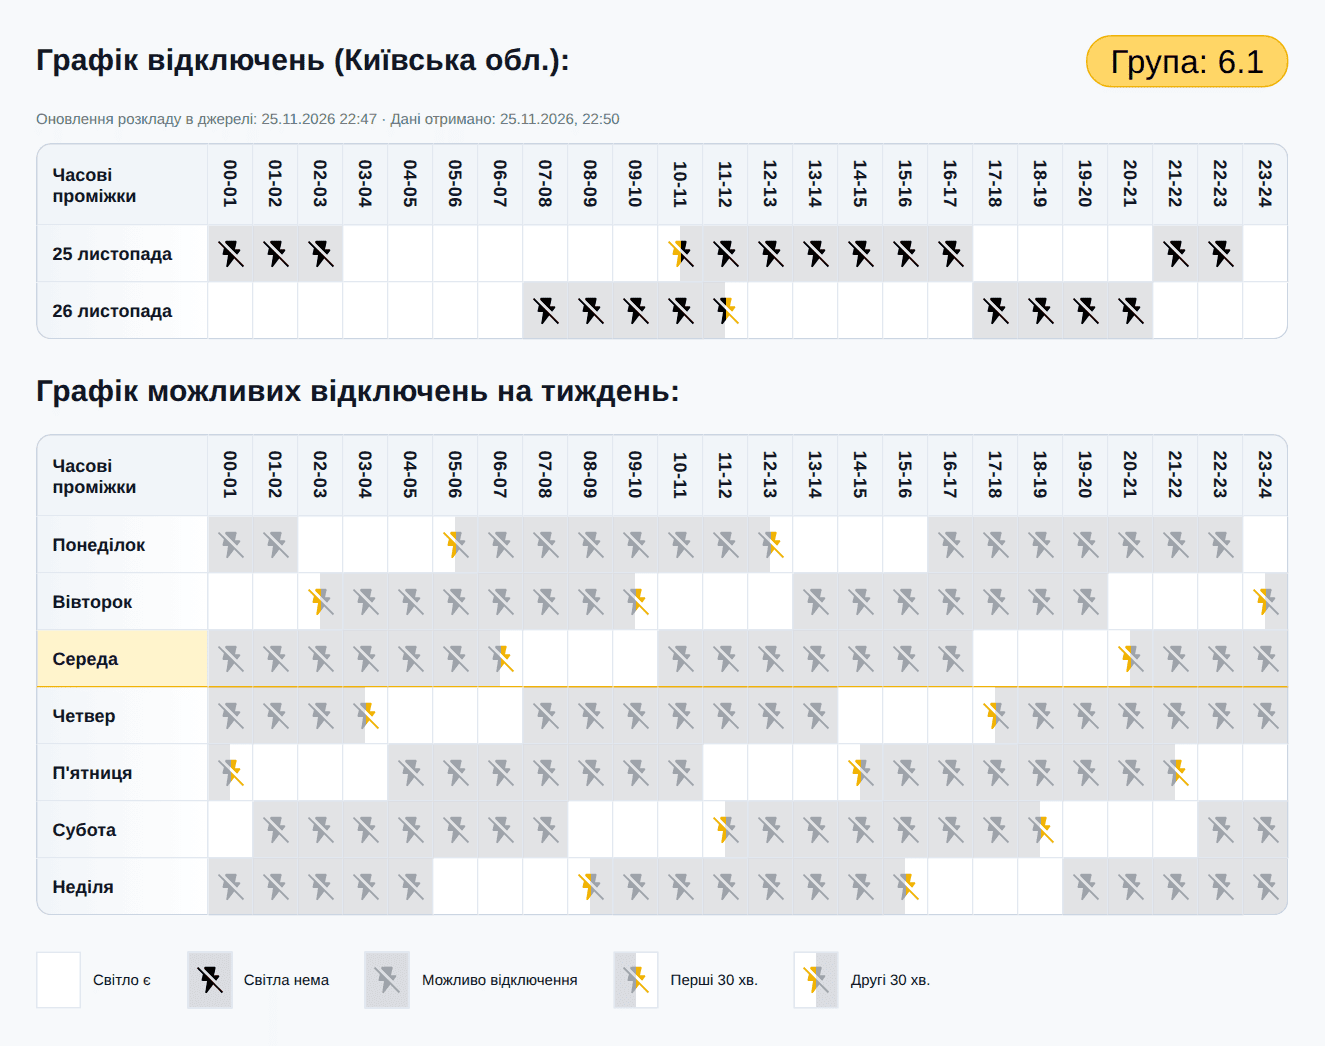 Графік відключень (Київська обл.):
Група: 6.1
Оновлення розкладу в джерелі: 25.11.2026 22:47 · Дані отримано: 25.11.2026, 22:50
Часові проміжки 00-01 01-02 02-03 03-04 04-05 05-06 06-07 07-08 08-09 09-10 10-11 11-12 12-13 13-14 14-15 15-16 16-17 17-18 18-19 19-20 20-21 21-22 22-23 23-24
25 листопада
26 листопада
Графік можливих відключень на тиждень:
Часові проміжки 00-01 01-02 02-03 03-04 04-05 05-06 06-07 07-08 08-09 09-10 10-11 11-12 12-13 13-14 14-15 15-16 16-17 17-18 18-19 19-20 20-21 21-22 22-23 23-24
Понеділок
Вівторок
Середа
Четвер
П'ятниця
Субота
Неділя
Світло є
Світла нема
Можливо відключення
Перші 30 хв.
Другі 30 хв.